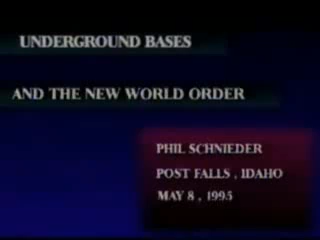 UNDERGROUND BASES
AND THE NEW WORLD ORDER
PHIL SCHNIEDER
POST FALLS , IDAHO
MAY 8 , 1995